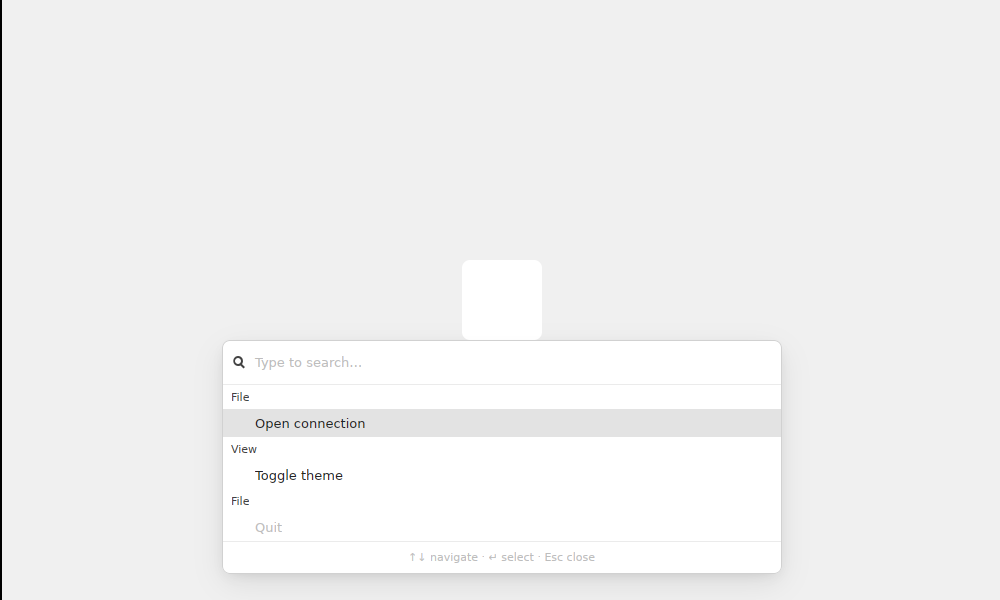 Type to search...
File
Open connection
View
Toggle theme
File
Quit
↑↓ navigate · ↵ select · Esc close